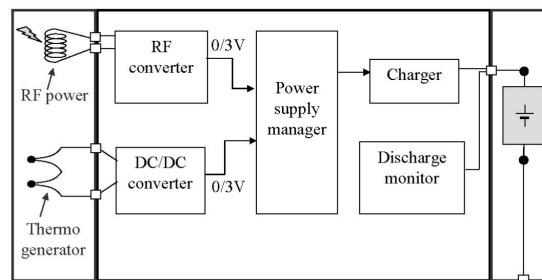 RF
converter
0/3V
RF power
Power
supply
manager
Charger
DC/DC
converter
0/3V
Discharge
monitor
Thermo
generator